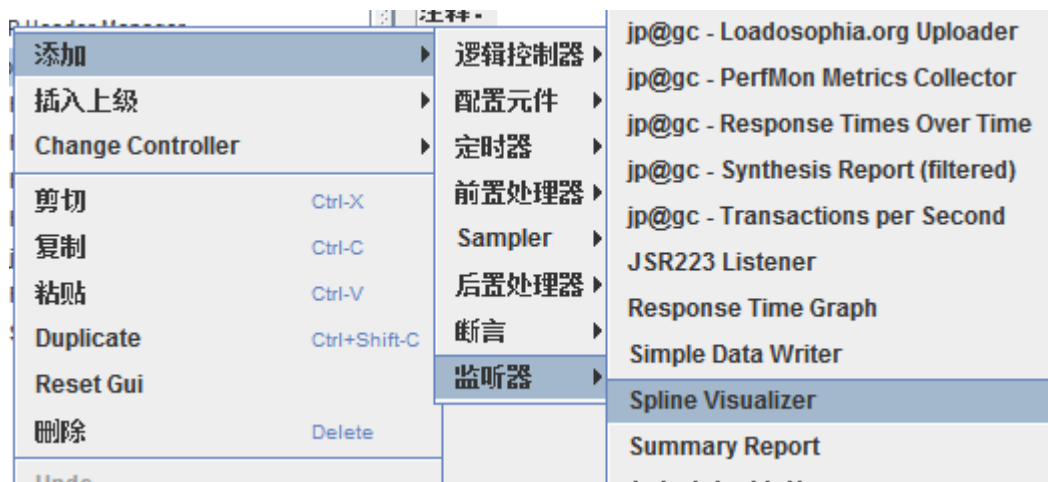 注释：
添加
插入上级
Change Controller
剪切 Ctrl-X
复制 Ctrl-C
粘贴 Ctrl-V
Duplicate Ctrl+Shift-C
Reset Gui
删除 Delete
Undo
逻辑控制器
配置元件
定时器
前置处理器
Sampler
后置处理器
断言
监听器
jp@gc - Loadosophia.org Uploader
jp@gc - PerfMon Metrics Collector
jp@gc - Response Times Over Time
jp@gc - Synthesis Report (filtered)
jp@gc - Transactions per Second
JSR223 Listener
Response Time Graph
Simple Data Writer
Spline Visualizer
Summary Report